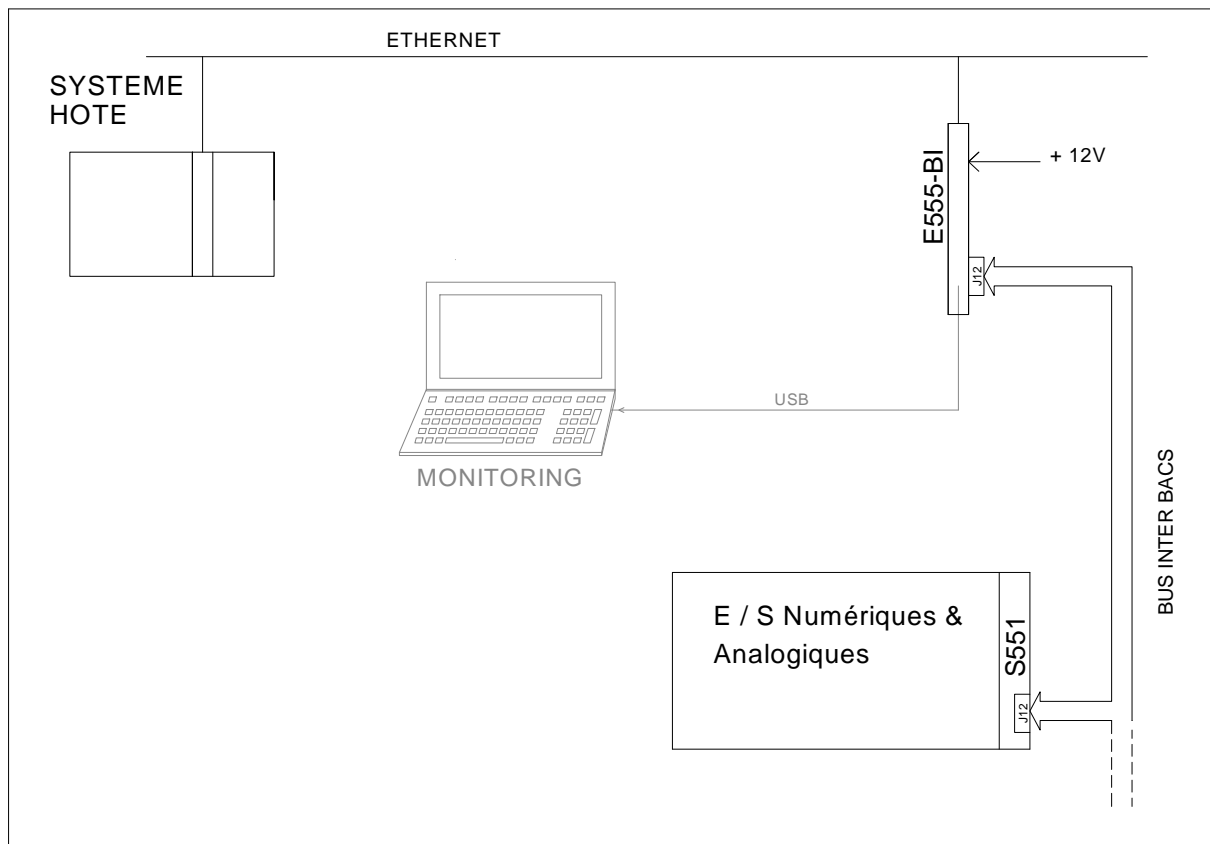 ETHERNET
SYSTEME
HOTE
E555-BI
+ 12V
J12
USB
MONITORING
BUS INTER BACS
E / S Numériques &
Analogiques
S551
J12